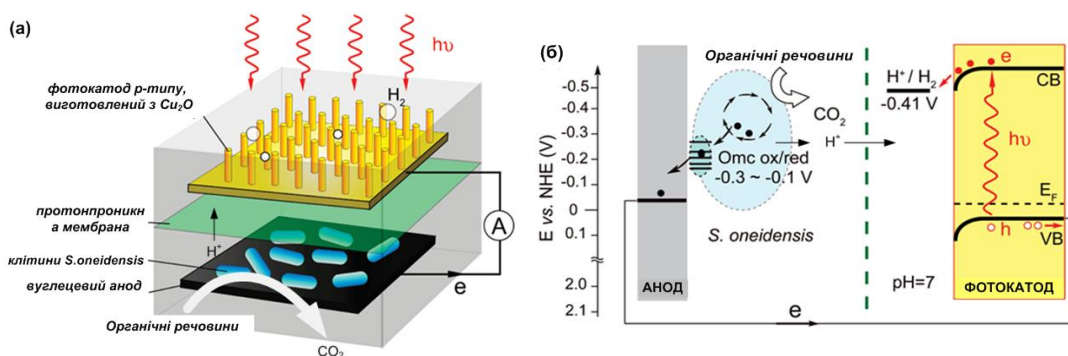 (а)
hυ
фотокатод р-типу,
виготовлений з Cu₂O
H₂
протонпроникн
а мембрана
H⁺
A
клітини S.oneidensis
вуглецевий анод
e
Органічні речовини
CO₂
(б)
Органічні речовини
e
H⁺ / H₂
CB
-0.41 V
-0.5
-0.4
-0.3
-0.2
-0.1
0
0.1
2.0
2.1
E vs. NHE (V)
CO₂
H⁺
hυ
Omc ox/red
-0.3 ~ -0.1 V
E_F
S. oneidensis
h
VB
АНОД
pH=7
ФОТОКАТОД
e